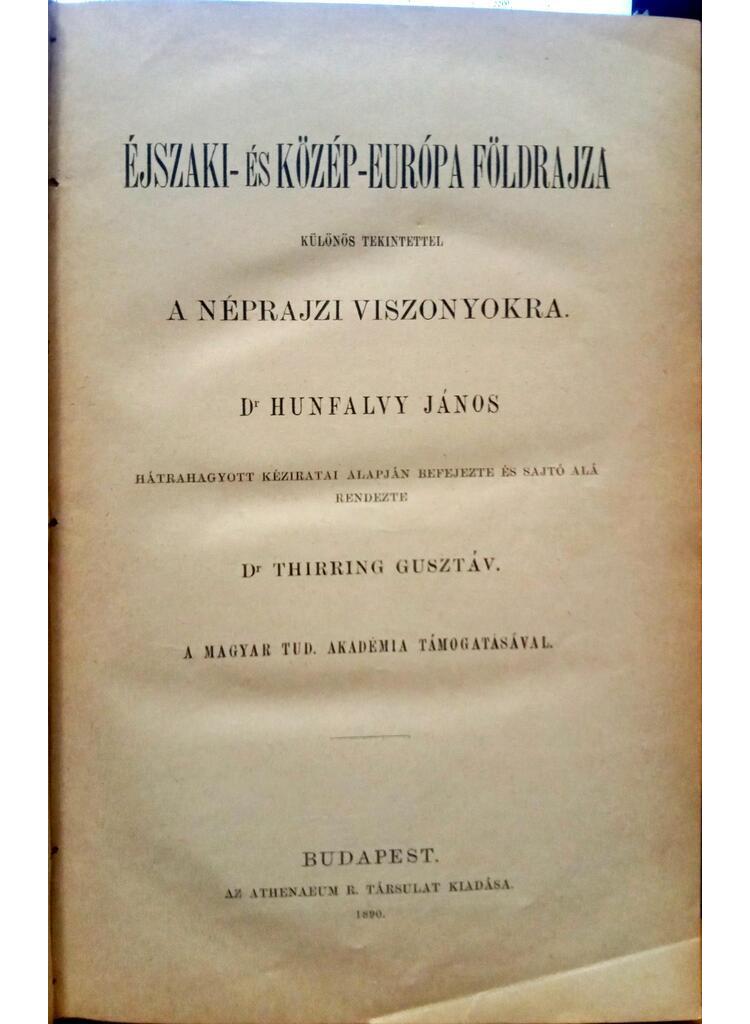 ÉJSZAKI- ÉS KÖZÉP-EURÓPA FÖLDRAJZA
KÜLÖNÖS TEKINTETTEL
A NÉPRAJZI VISZONYOKRA.
Dr HUNFALVY JÁNOS
HÁTRAHAGYOTT KÉZIRATAI ALAPJÁN BEFEJEZTE ÉS SAJTÓ ALÁ
RENDEZTE
Dr THIRRING GUSZTÁV.
A MAGYAR TUD. AKADÉMIA TÁMOGATÁSÁVAL.
BUDAPEST.
AZ ATHENAEUM R. TÁRSULAT KIADÁSA.
1890.